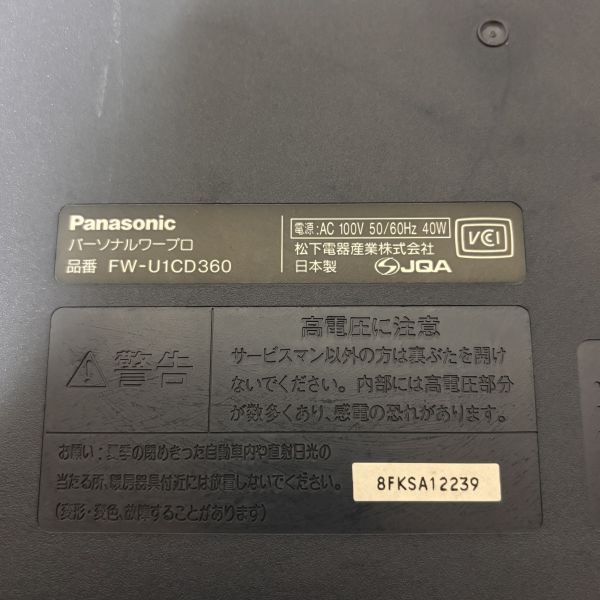 Panasonic
パーソナルワープロ
品番 FW-U1CD360
電源:AC 100V 50/60Hz 40W
松下電器産業株式会社
日本製 JQA
VCCI
警告
高電圧に注意
サービスマン以外の方は裏ぶたを開け
ないでください。内部には高電圧部分
が数多くあり、感電の恐れがあります。
お願い:夏季の閉めきった自動車内や直射日光の
当たる所、暖房器具付近には放置しないでください。
(変形・変色、故障することがあります)
8FKSA12239